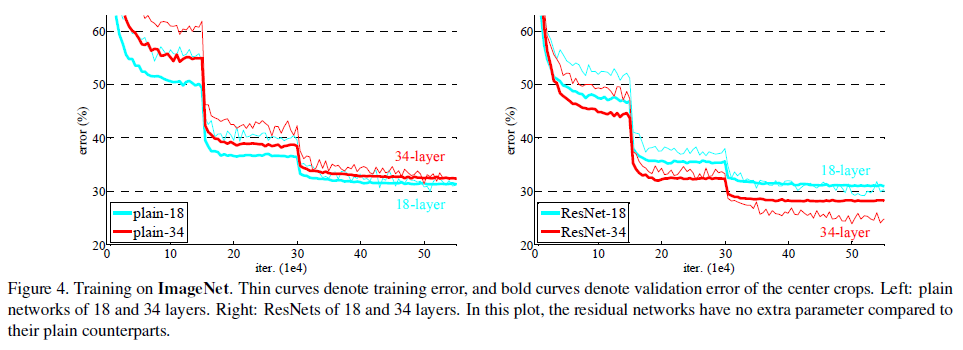 60
50
40
30
20
error (%)
0 10 20 30 40 50
iter. (1e4)
34-layer
18-layer
plain-18
plain-34
60
50
40
30
20
error (%)
0 10 20 30 40 50
iter. (1e4)
18-layer
34-layer
ResNet-18
ResNet-34
Figure 4. Training on ImageNet. Thin curves denote training error, and bold curves denote validation error of the center crops. Left: plain
networks of 18 and 34 layers. Right: ResNets of 18 and 34 layers. In this plot, the residual networks have no extra parameter compared to
their plain counterparts.